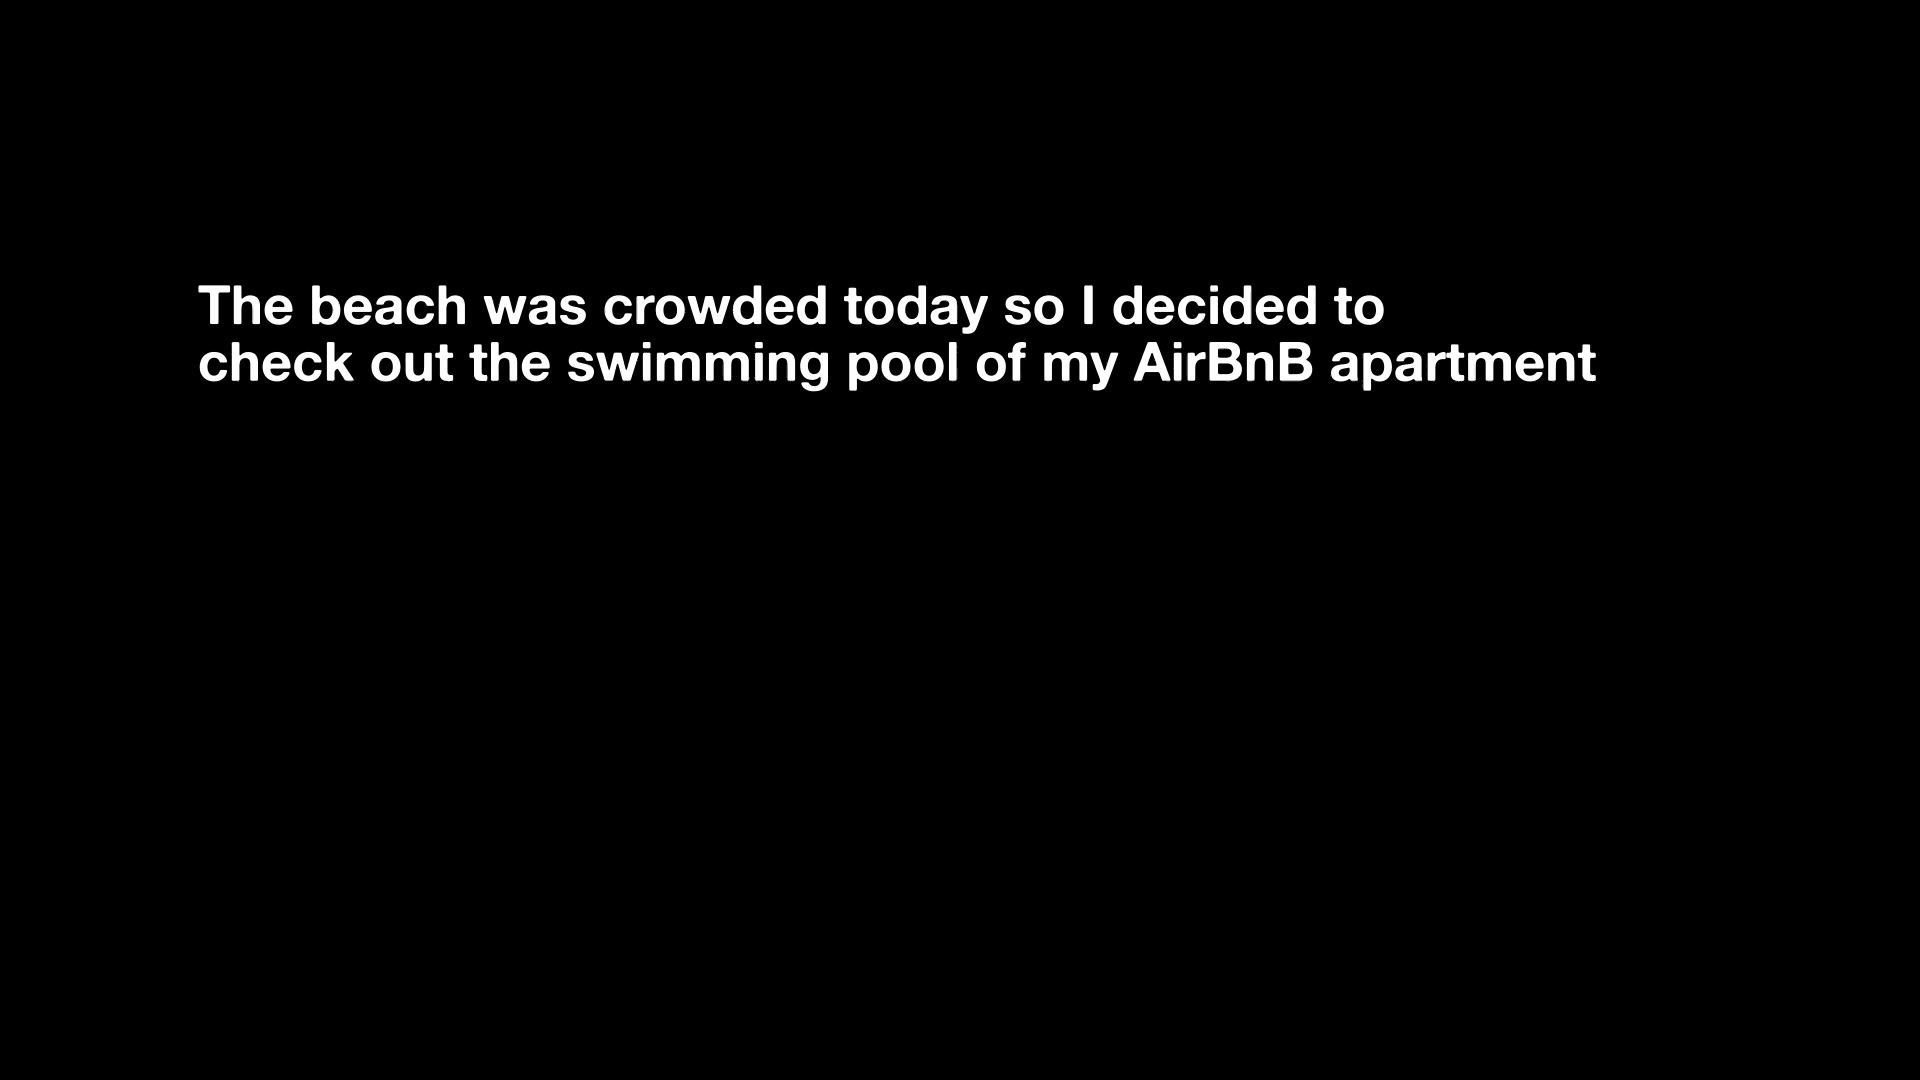 The beach was crowded today so I decided to
check out the swimming pool of my AirBnB apartment